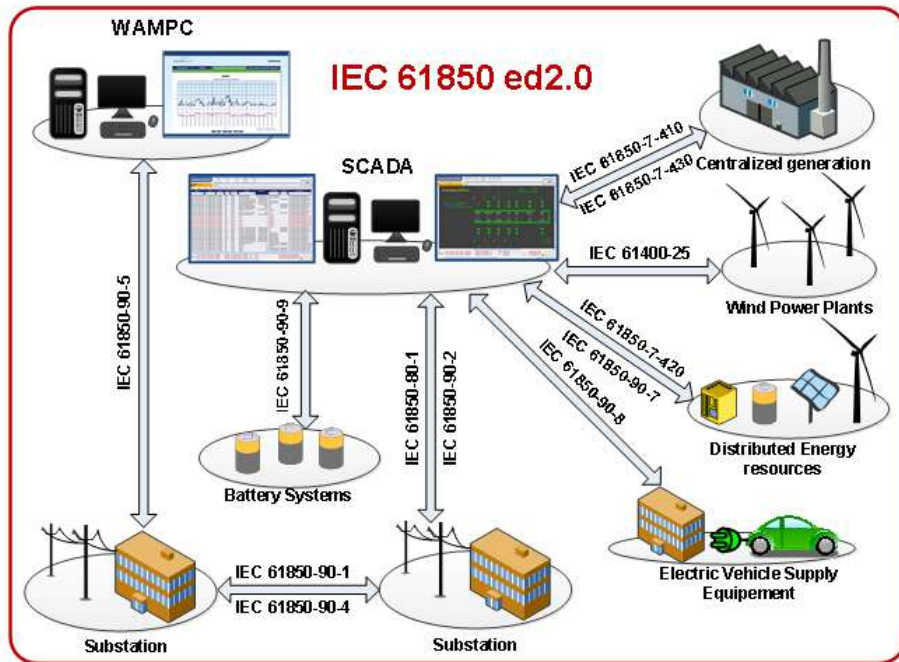 WAMPC
IEC 61850 ed2.0
SCADA
IEC 61850-7-410
IEC 61850-7-430
Centralized generation
IEC 61400-25
Wind Power Plants
IEC 61850-90-5
IEC 61850-90-9
IEC 61850-80-1
IEC 61850-90-2
IEC 61850-7-420
IEC 61850-90-7
IEC 61850-90-8
Distributed Energy
resources
Battery Systems
Electric Vehicle Supply
Equipement
IEC 61850-90-1
IEC 61850-90-4
Substation
Substation